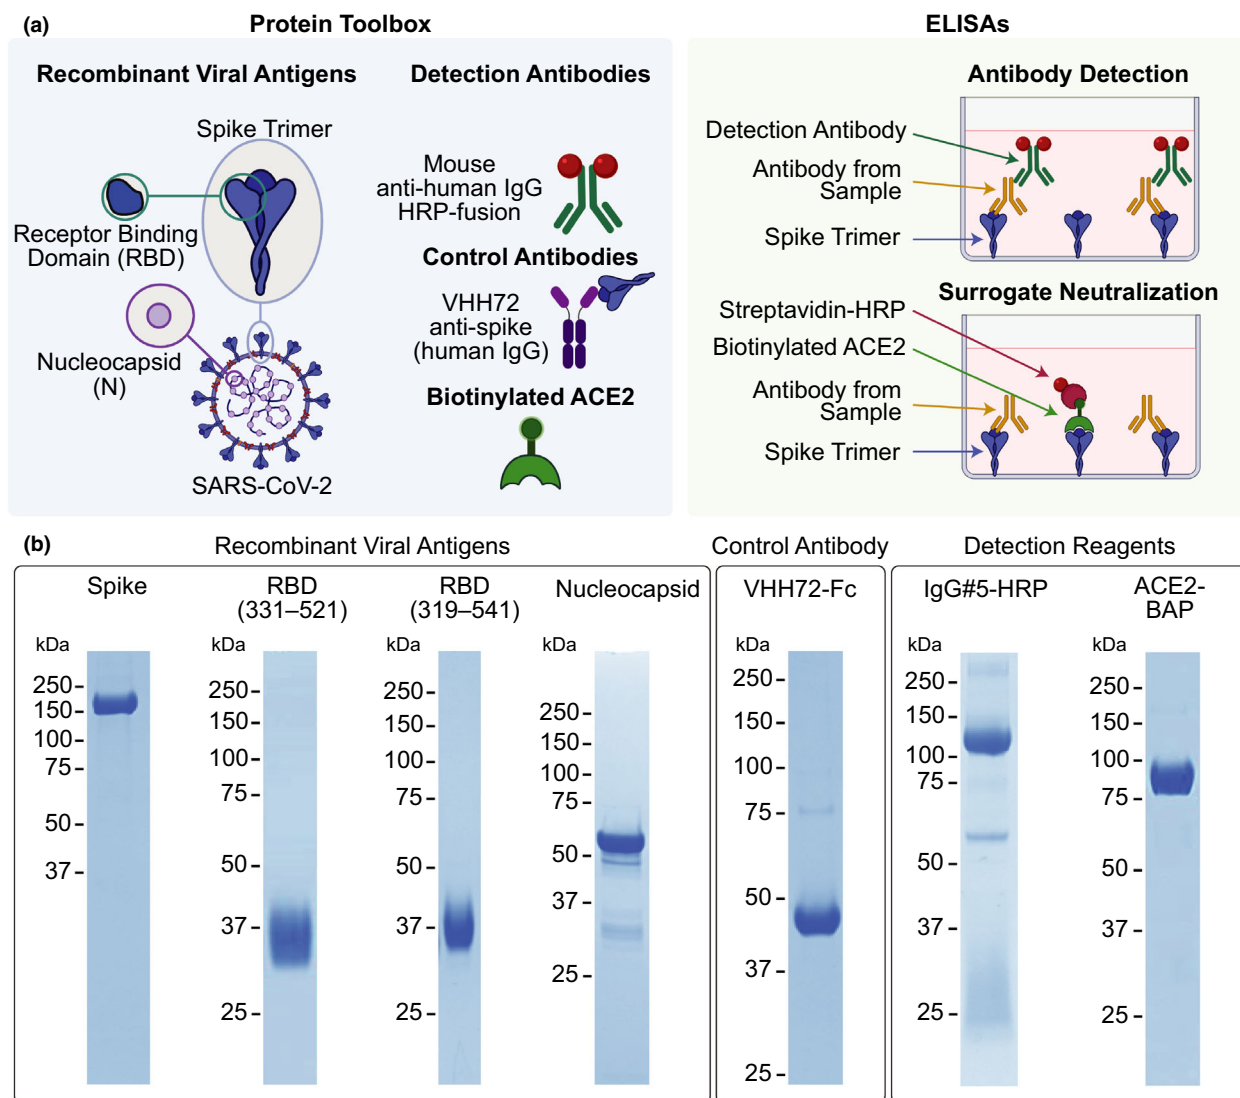 (a)
Protein Toolbox
ELISAs
Recombinant Viral Antigens
Detection Antibodies
Spike Trimer
Receptor Binding
Domain (RBD)
Nucleocapsid
(N)
SARS-CoV-2
Mouse
anti-human IgG
HRP-fusion
Control Antibodies
VHH72
anti-spike
(human IgG)
Biotinylated ACE2
Antibody Detection
Detection Antibody
Antibody from
Sample
Spike Trimer
Surrogate Neutralization
Streptavidin-HRP
Biotinylated ACE2
Antibody from
Sample
Spike Trimer
(b)
Recombinant Viral Antigens
Control Antibody
Detection Reagents
Spike
kDa
250-
150-
100-
75-
50-
37-
RBD
(331–521)
kDa
250-
150-
100-
75-
50-
37-
25-
RBD
(319–541)
kDa
250-
150-
100-
75-
50-
37-
25-
Nucleocapsid
kDa
250-
150-
100-
75-
50-
37-
25-
VHH72-Fc
kDa
250-
150-
100-
75-
50-
37-
25-
IgG#5-HRP
kDa
250-
150-
100-
75-
50-
37-
25-
ACE2-
BAP
kDa
250-
150-
100-
75-
50-
37-
25-